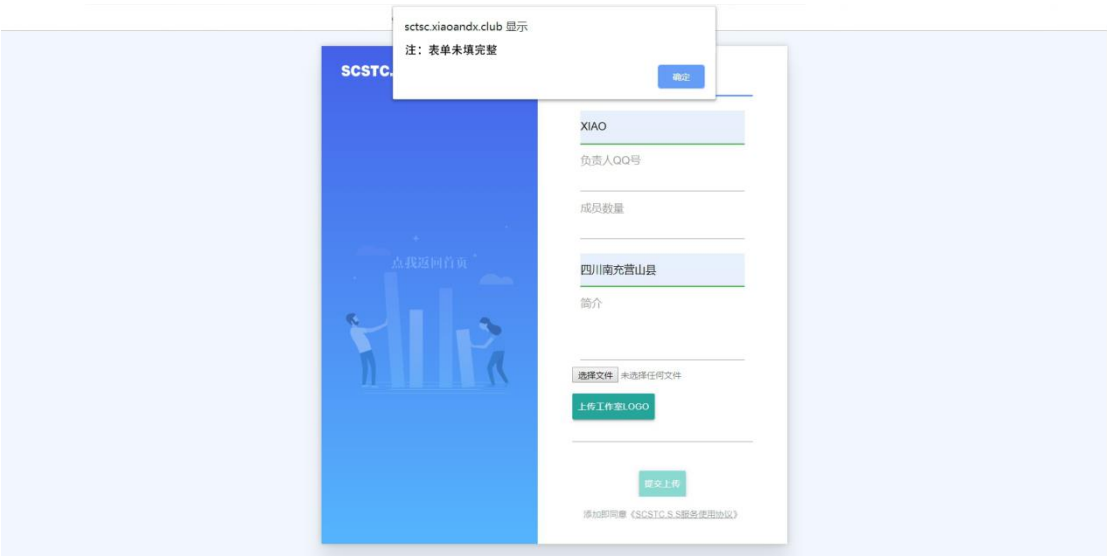 sctsc.xiaoandx.club 显示
注：表单未填完整
确定
SCSTC.
XIAO
负责人QQ号
成员数量
点我返回首页
四川南充营山县
简介
选择文件 未选择任何文件
上传工作室LOGO
提交上传
添加即同意《SCSTC.S.S服务使用协议》